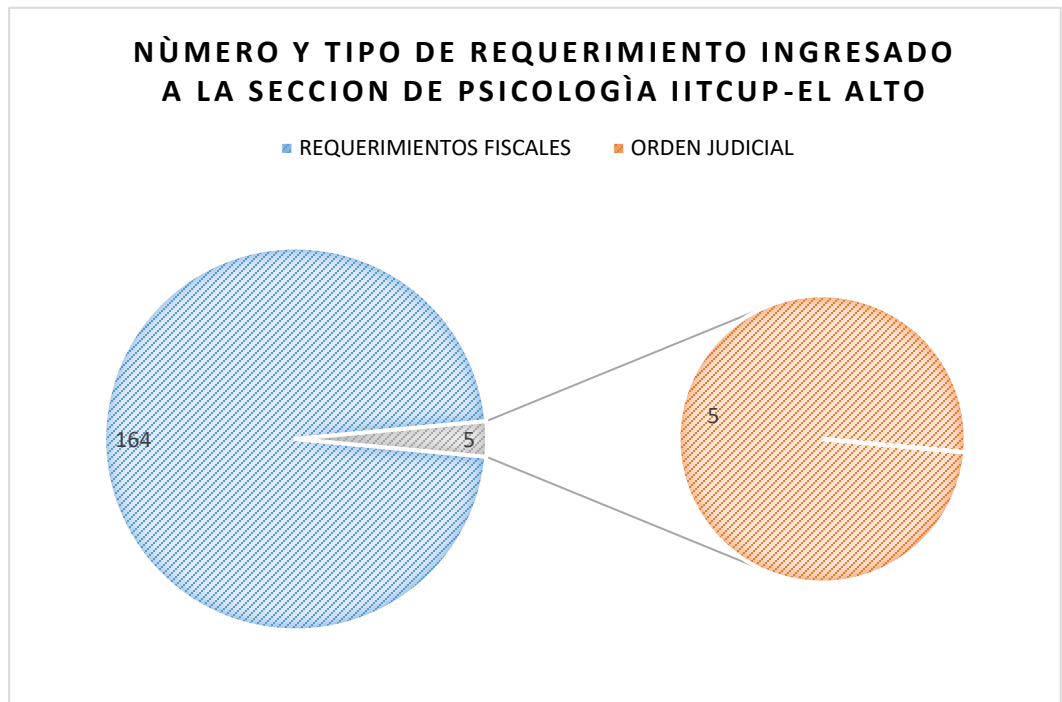 NÙMERO Y TIPO DE REQUERIMIENTO INGRESADO
A LA SECCION DE PSICOLOGÌA IITCUP-EL ALTO
REQUERIMIENTOS FISCALES ORDEN JUDICIAL
164
5
5